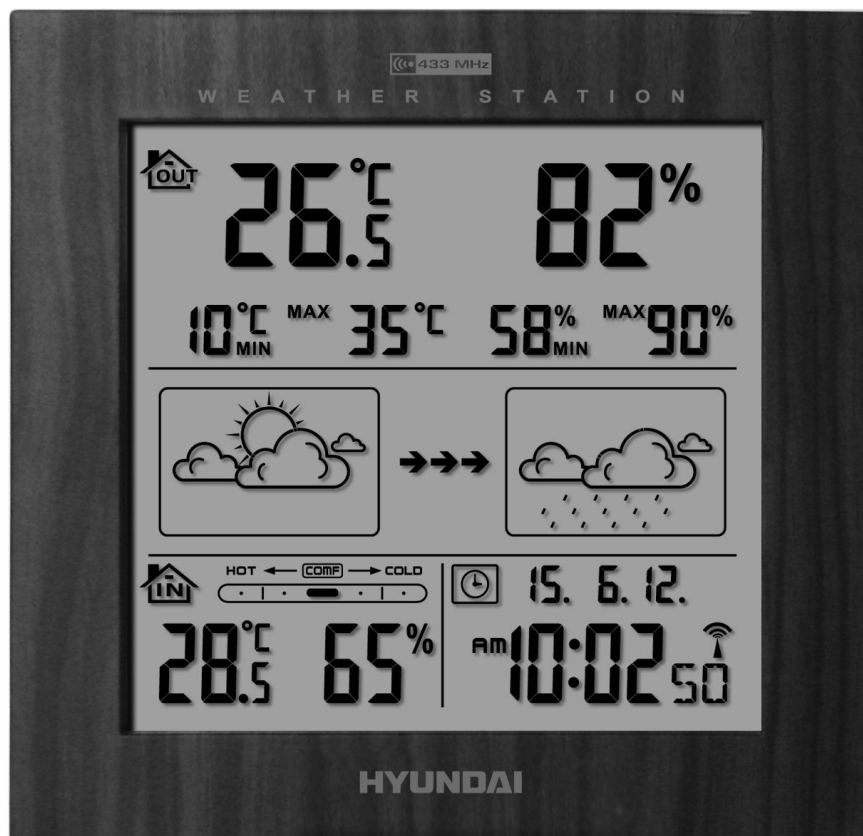 433 MHz
WEATHER STATION
OUT 26.5 °C 82%
10 °C MIN MAX 35 °C 58% MIN MAX 90%
HOT COMF COLD
IN 28.5 °C 65%
15. 6. 12.
AM 10:02 50
HYUNDAI